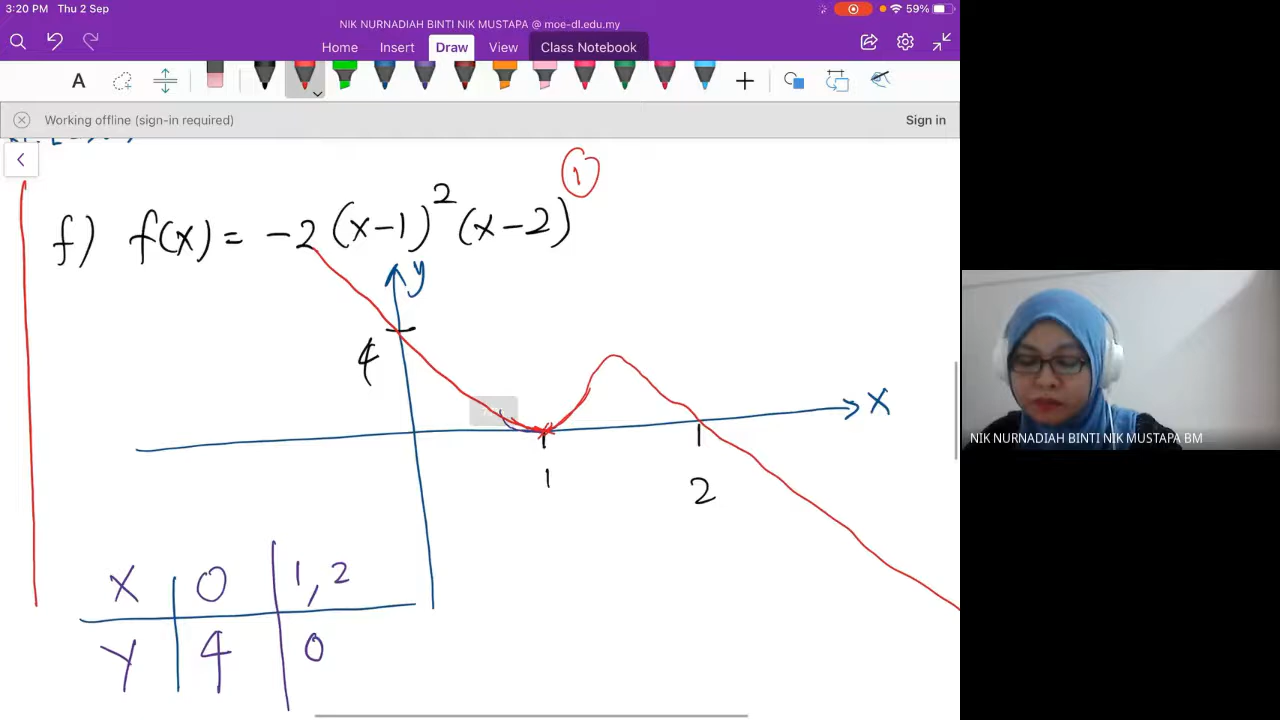 3:20 PM Thu 2 Sep
59%
NIK NURNADIAH BINTI NIK MUSTAPA @ moe-dl.edu.my
Home Insert Draw View Class Notebook
A
Working offline (sign-in required) Sign in
f) f(x) = -2 (x-1)² (x-2)
1
y
4
x
1
2
X 0 1, 2
Y 4 0
NIK NURNADIAH BINTI NIK MUSTAPA BM